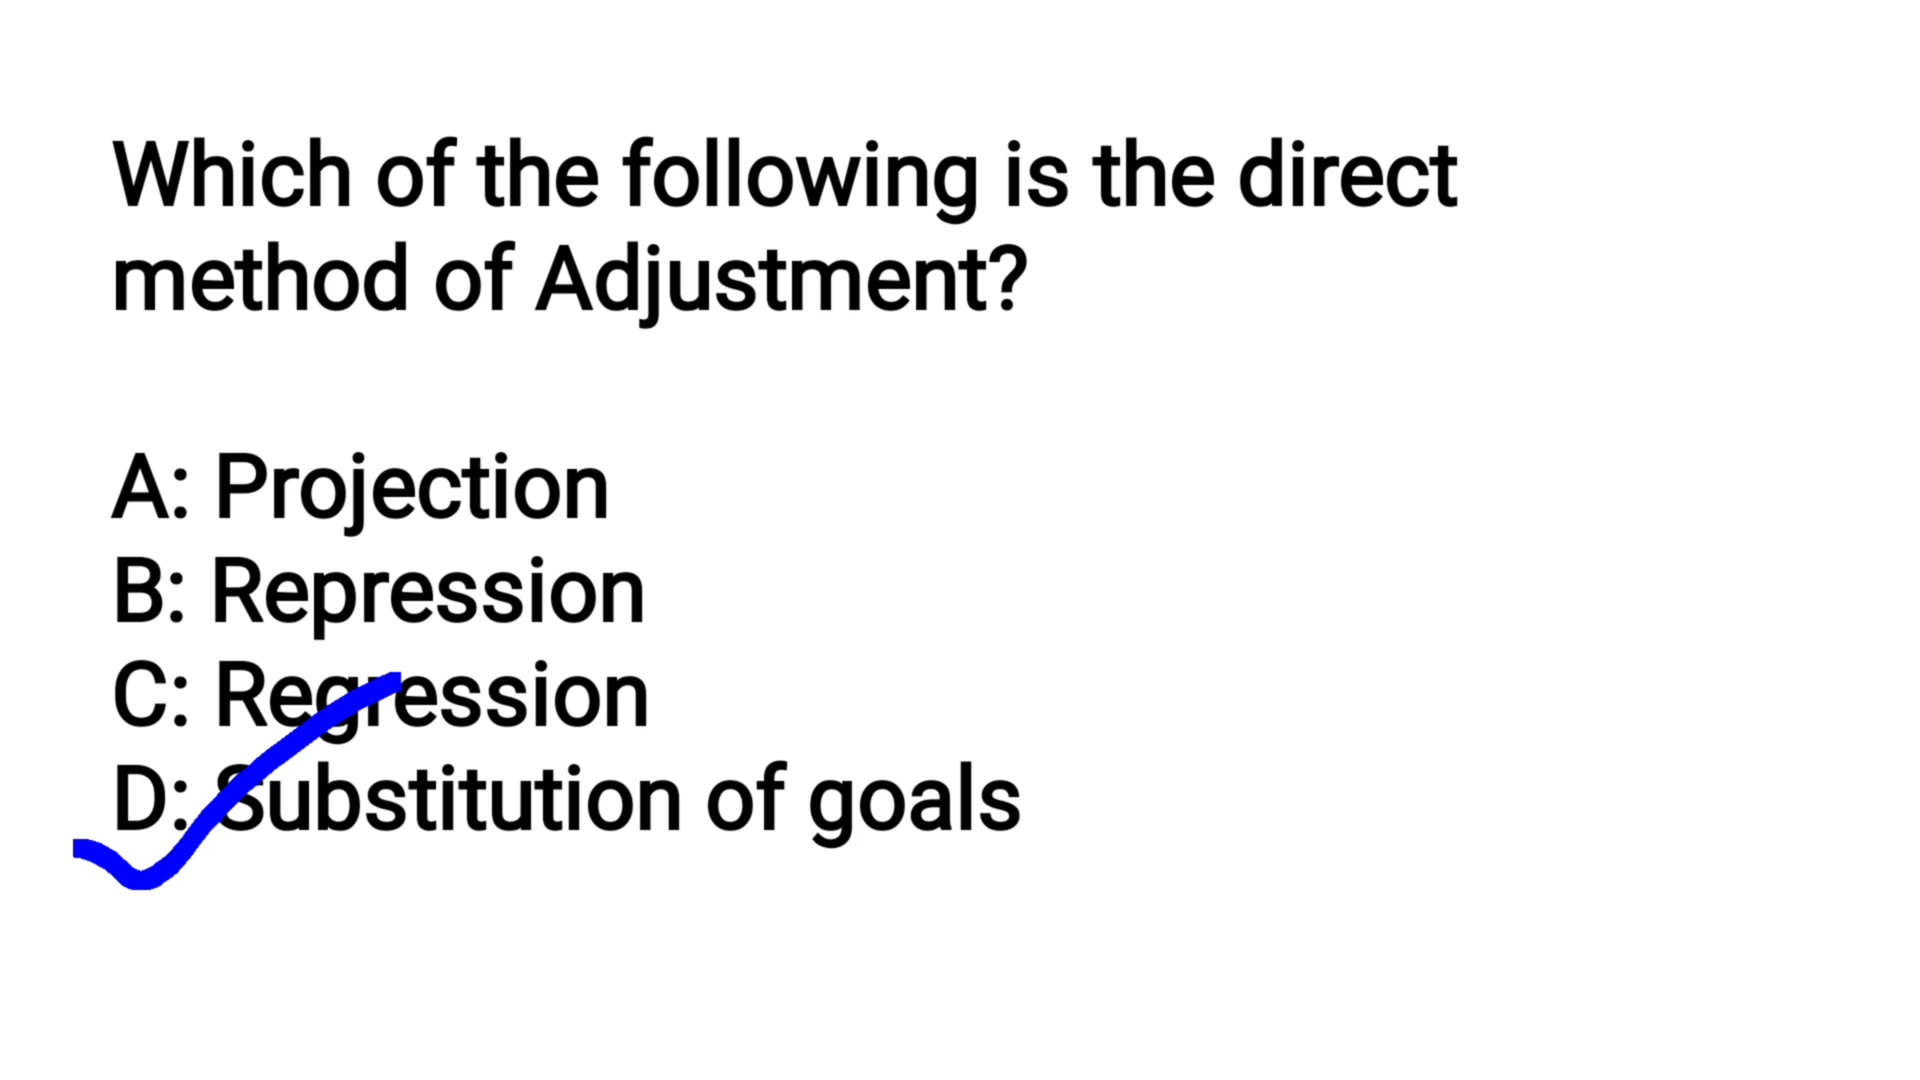 Which of the following is the direct
method of Adjustment?
A: Projection
B: Repression
C: Regression
D: Substitution of goals